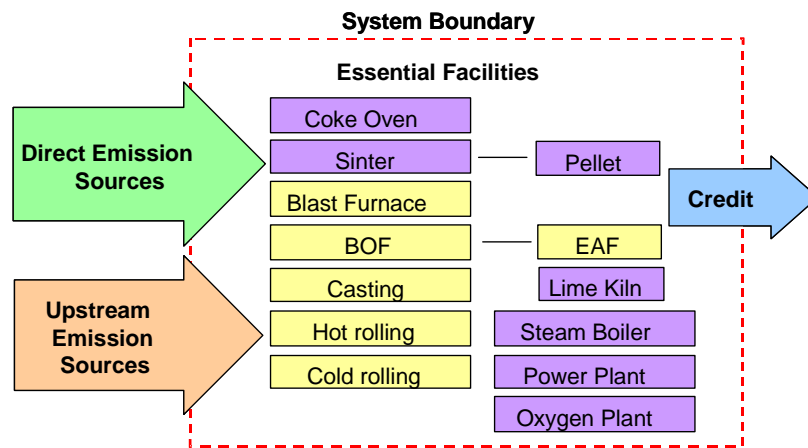 System Boundary
Essential Facilities
Direct Emission
Sources
Upstream
Emission
Sources
Coke Oven
Sinter
Pellet
Blast Furnace
BOF
EAF
Casting
Lime Kiln
Hot rolling
Steam Boiler
Cold rolling
Power Plant
Oxygen Plant
Credit